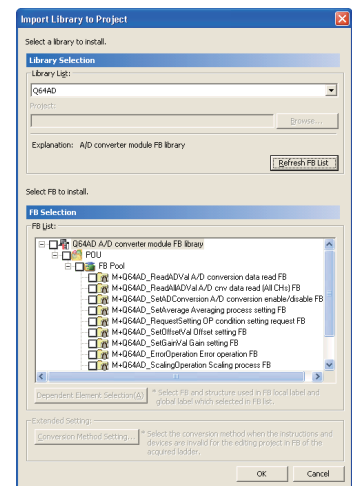 Import Library to Project
Select a library to install.
Library Selection
Library List:
Q64AD
Project:
Browse...
Explanation: A/D converter module FB library
Refresh FB List
Select FB to install.
FB Selection
FB List:
Q64AD A/D converter module FB library
POU
FB Pool
M+Q64AD_ReadADVal A/D conversion data read FB
M+Q64AD_ReadAllADVal A/D cnv data read (All CHs) FB
M+Q64AD_SetADConversion A/D conversion enable/disable FB
M+Q64AD_SetAverage Averaging process setting FB
M+Q64AD_RequestSetting OP condition setting request FB
M+Q64AD_SetOffsetVal Offset setting FB
M+Q64AD_SetGainVal Gain setting FB
M+Q64AD_ErrorOperation Error operation FB
M+Q64AD_ScalingOperation Scaling process FB
Dependent Element Selection(A)
* Select FB and structure used in FB local label and
global label which selected in FB list.
Extended Setting:
Conversion Method Setting...
* Select the conversion method when the instructions and
devices are invalid for the editing project in FB of the
acquired ladder.
OK
Cancel